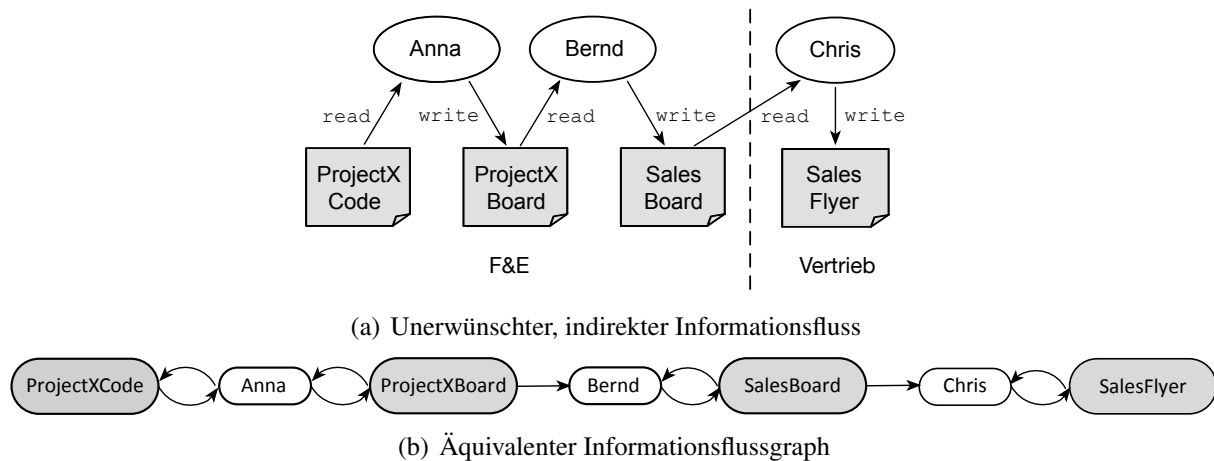 Anna
Bernd
Chris
read
write
read
write
read
write
ProjectX
Code
ProjectX
Board
Sales
Board
Sales
Flyer
F&E
Vertrieb
(a) Unerwünschter, indirekter Informationsfluss
ProjectXCode
Anna
ProjectXBoard
Bernd
SalesBoard
Chris
SalesFlyer
(b) Äquivalenter Informationsflussgraph